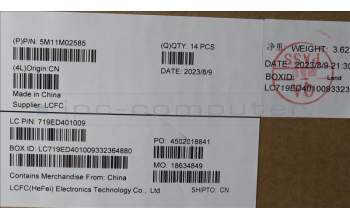 (P)P/N: 5M11M02585
(Q)QTY: 14 PCS
净重 WEIGHT: 3.62
(4L)Origin:CN
DATE: 2023/8/9
DATE: 2023/8/9 21:30
BOXID:
LC719ED4010093323
Made in China
Supplier: LCFC
LC P/N: 719ED401009
PO: 4502018841
BOX ID: LC719ED401009332364880
MO: 18634849
Contains Merchandise From: China
LCFC(HeFei) Electronics Technology Co., Ltd
SHIPTO: CN